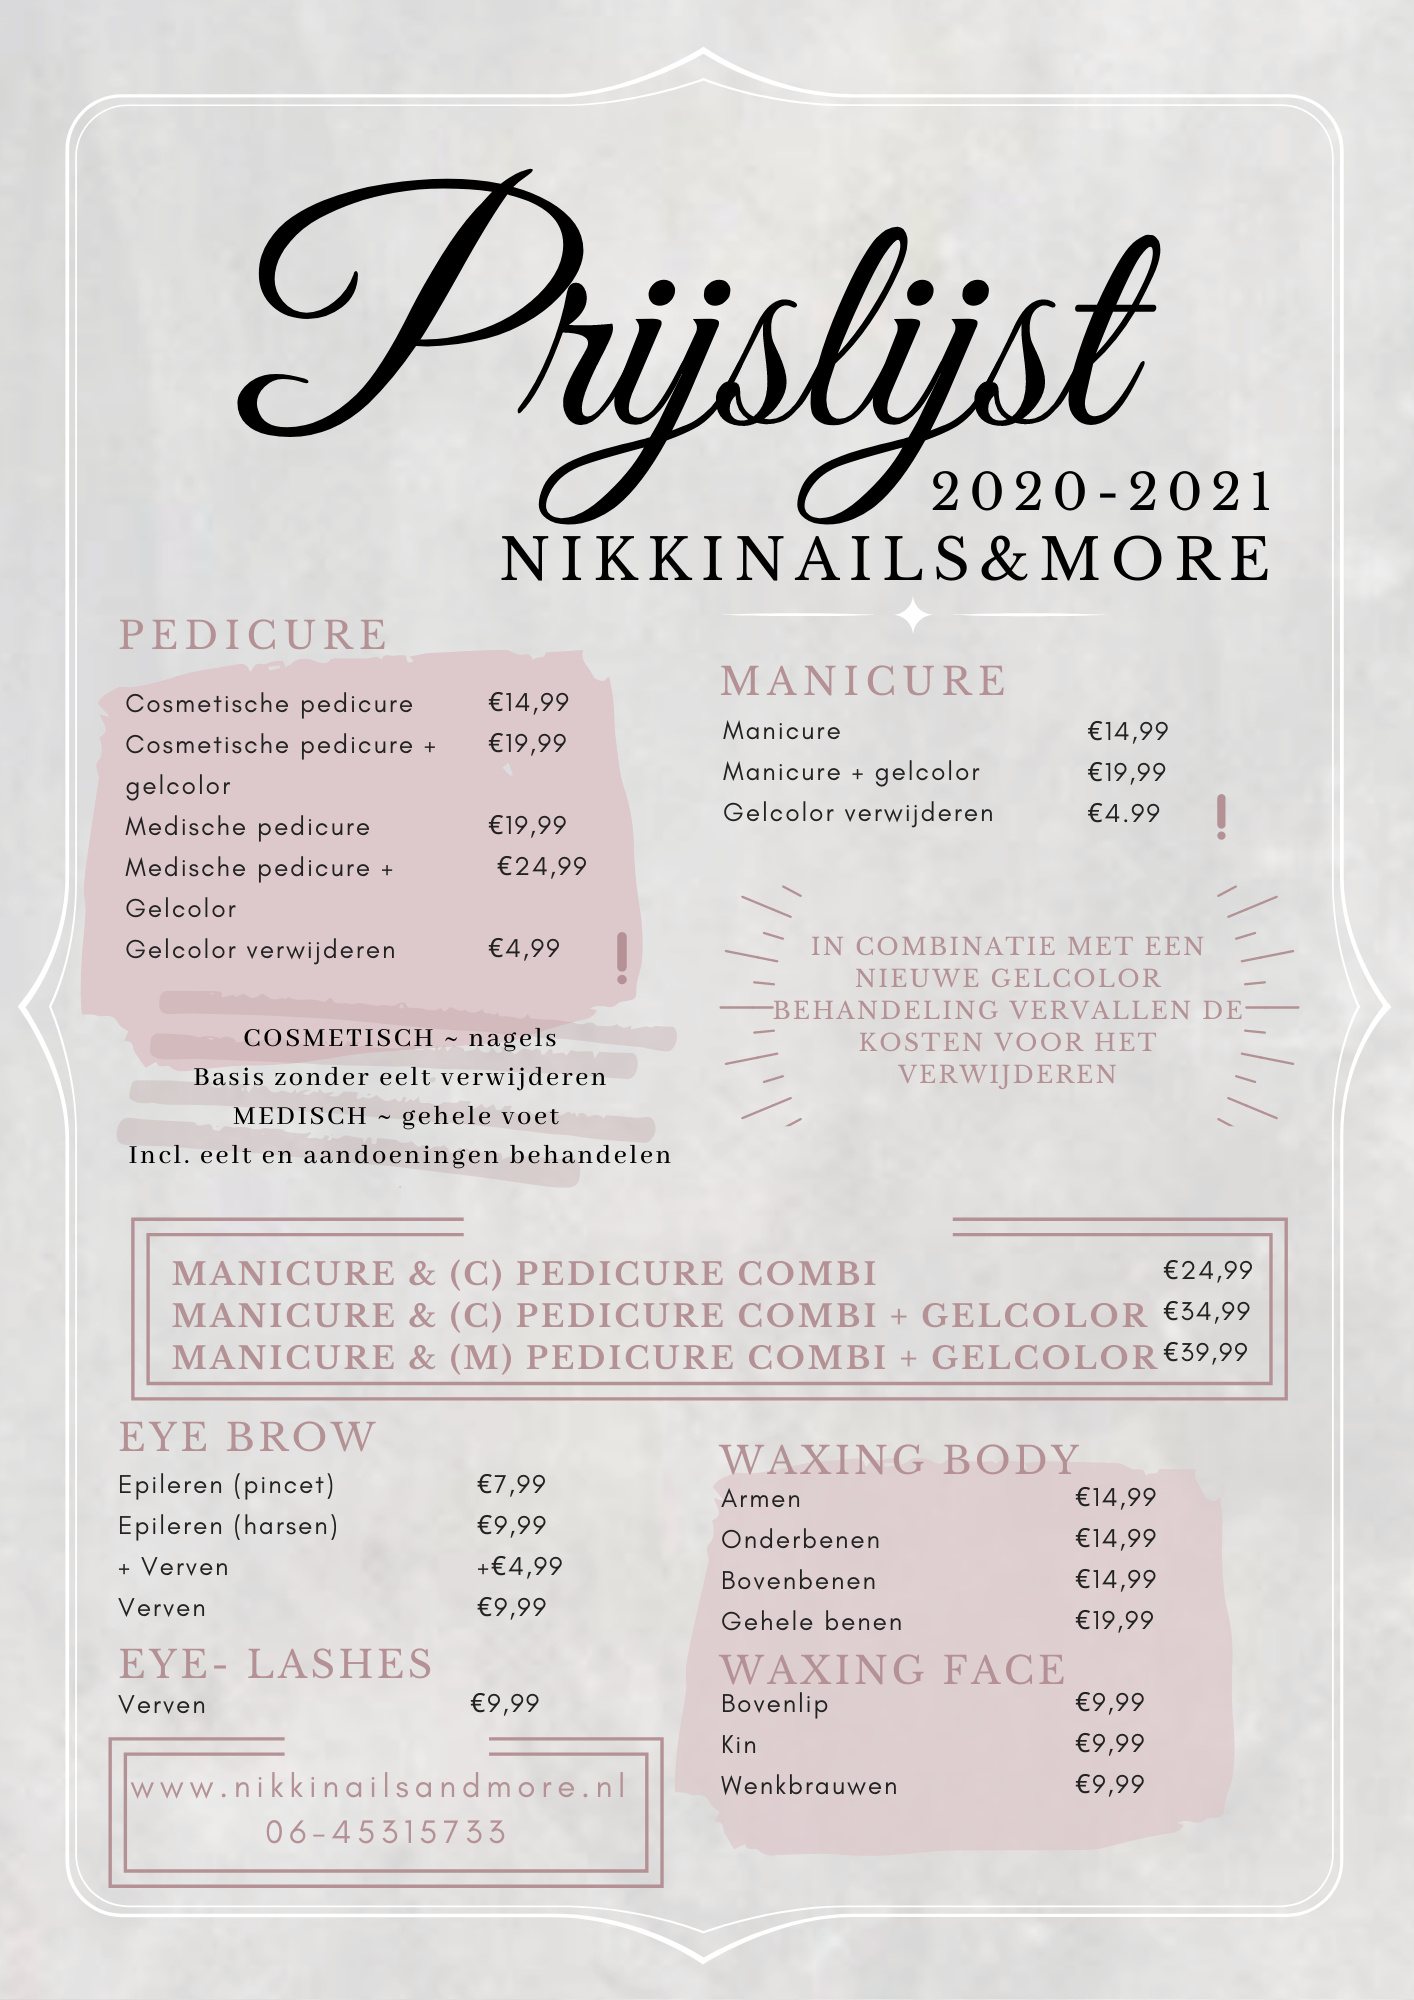 Prijslijst
2020-2021
NIKKINAILS&MORE
PEDICURE
Cosmetische pedicure €14,99
Cosmetische pedicure + €19,99
gelcolor
Medische pedicure €19,99
Medische pedicure + €24,99
Gelcolor
Gelcolor verwijderen €4,99 !
COSMETISCH ~ nagels
Basis zonder eelt verwijderen
MEDISCH ~ gehele voet
Incl. eelt en aandoeningen behandelen
MANICURE
Manicure €14,99
Manicure + gelcolor €19,99
Gelcolor verwijderen €4.99 !
IN COMBINATIE MET EEN
NIEUWE GELCOLOR
BEHANDELING VERVALLEN DE
KOSTEN VOOR HET
VERWIJDEREN
MANICURE & (C) PEDICURE COMBI €24,99
MANICURE & (C) PEDICURE COMBI + GELCOLOR €34,99
MANICURE & (M) PEDICURE COMBI + GELCOLOR €39,99
EYE BROW
Epileren (pincet) €7,99
Epileren (harsen) €9,99
+ Verven +€4,99
Verven €9,99
EYE- LASHES
Verven €9,99
www.nikkinailsandmore.nl
06-45315733
WAXING BODY
Armen €14,99
Onderbenen €14,99
Bovenbenen €14,99
Gehele benen €19,99
WAXING FACE
Bovenlip €9,99
Kin €9,99
Wenkbrauwen €9,99